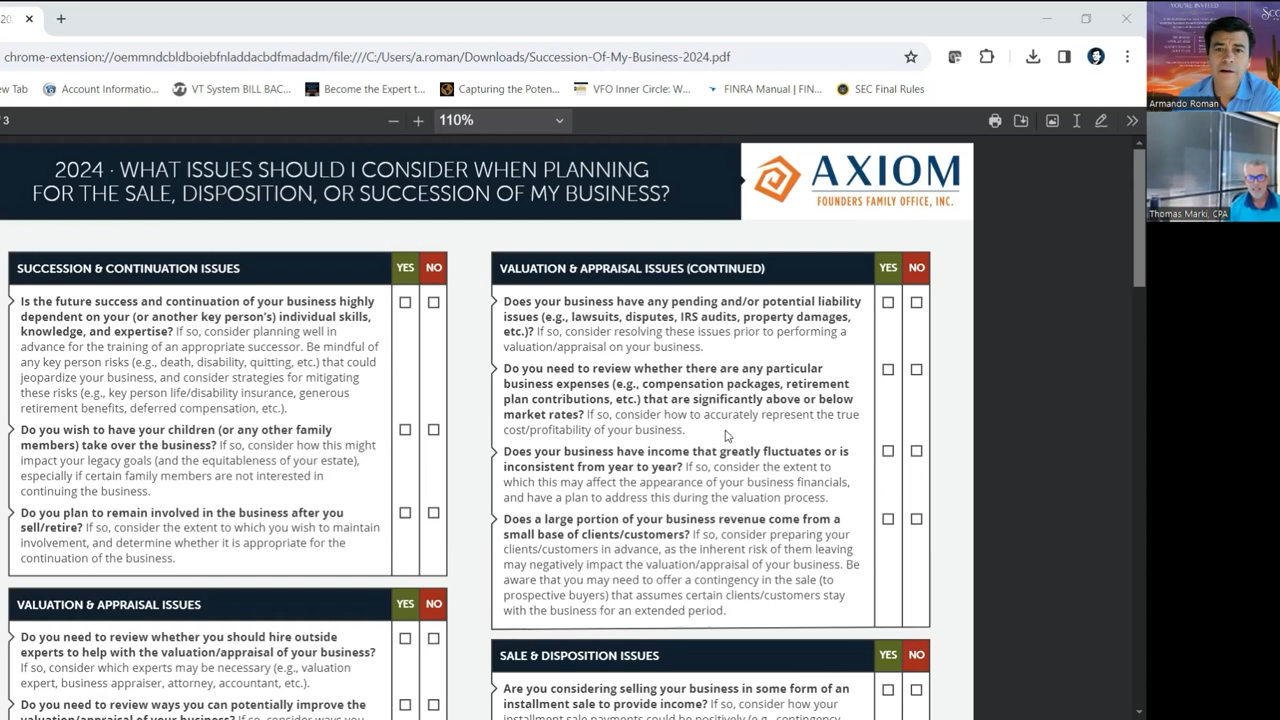 20
chrome-extension://oemmndcbldboiebfnladdacbdfmadadm/file:///C:/Users/a.roman/Downloads/Succession-Of-My-Business-2024.pdf
ew Tab
Account Informatio...
VT System BILL BAC...
Become the Expert t...
Capturing the Poten...
VFO Inner Circle: W...
FINRA Manual | FIN...
SEC Final Rules
/ 3
110%
2024 · WHAT ISSUES SHOULD I CONSIDER WHEN PLANNING
FOR THE SALE, DISPOSITION, OR SUCCESSION OF MY BUSINESS?
AXIOM
FOUNDERS FAMILY OFFICE, INC.
SUCCESSION & CONTINUATION ISSUES YES NO
Is the future success and continuation of your business highly
dependent on your (or another key person's) individual skills,
knowledge, and expertise? If so, consider planning well in
advance for the training of an appropriate successor. Be mindful of
any key person risks (e.g., death, disability, quitting, etc.) that could
jeopardize your business, and consider strategies for mitigating
these risks (e.g., key person life/disability insurance, generous
retirement benefits, deferred compensation, etc.).
Do you wish to have your children (or any other family
members) take over the business? If so, consider how this might
impact your legacy goals (and the equitableness of your estate),
especially if certain family members are not interested in
continuing the business.
Do you plan to remain involved in the business after you
sell/retire? If so, consider the extent to which you wish to maintain
involvement, and determine whether it is appropriate for the
continuation of the business.
VALUATION & APPRAISAL ISSUES YES NO
Do you need to review whether you should hire outside
experts to help with the valuation/appraisal of your business?
If so, consider which experts may be necessary (e.g., valuation
expert, business appraiser, attorney, accountant, etc.).
Do you need to review ways you can potentially improve the
valuation/appraisal of your business? If so, consider ways you
VALUATION & APPRAISAL ISSUES (CONTINUED) YES NO
Does your business have any pending and/or potential liability
issues (e.g., lawsuits, disputes, IRS audits, property damages,
etc.)? If so, consider resolving these issues prior to performing a
valuation/appraisal on your business.
Do you need to review whether there are any particular
business expenses (e.g., compensation packages, retirement
plan contributions, etc.) that are significantly above or below
market rates? If so, consider how to accurately represent the true
cost/profitability of your business.
Does your business have income that greatly fluctuates or is
inconsistent from year to year? If so, consider the extent to
which this may affect the appearance of your business financials,
and have a plan to address this during the valuation process.
Does a large portion of your business revenue come from a
small base of clients/customers? If so, consider preparing your
clients/customers in advance, as the inherent risk of them leaving
may negatively impact the valuation/appraisal of your business. Be
aware that you may need to offer a contingency in the sale (to
prospective buyers) that assumes certain clients/customers stay
with the business for an extended period.
SALE & DISPOSITION ISSUES YES NO
Are you considering selling your business in some form of an
installment sale to provide income? If so, consider how your
installment sale payments could be positively (e.g., contingency
YOU'RE INVITED
Sco
Armando Roman
Thomas Marki, CPA